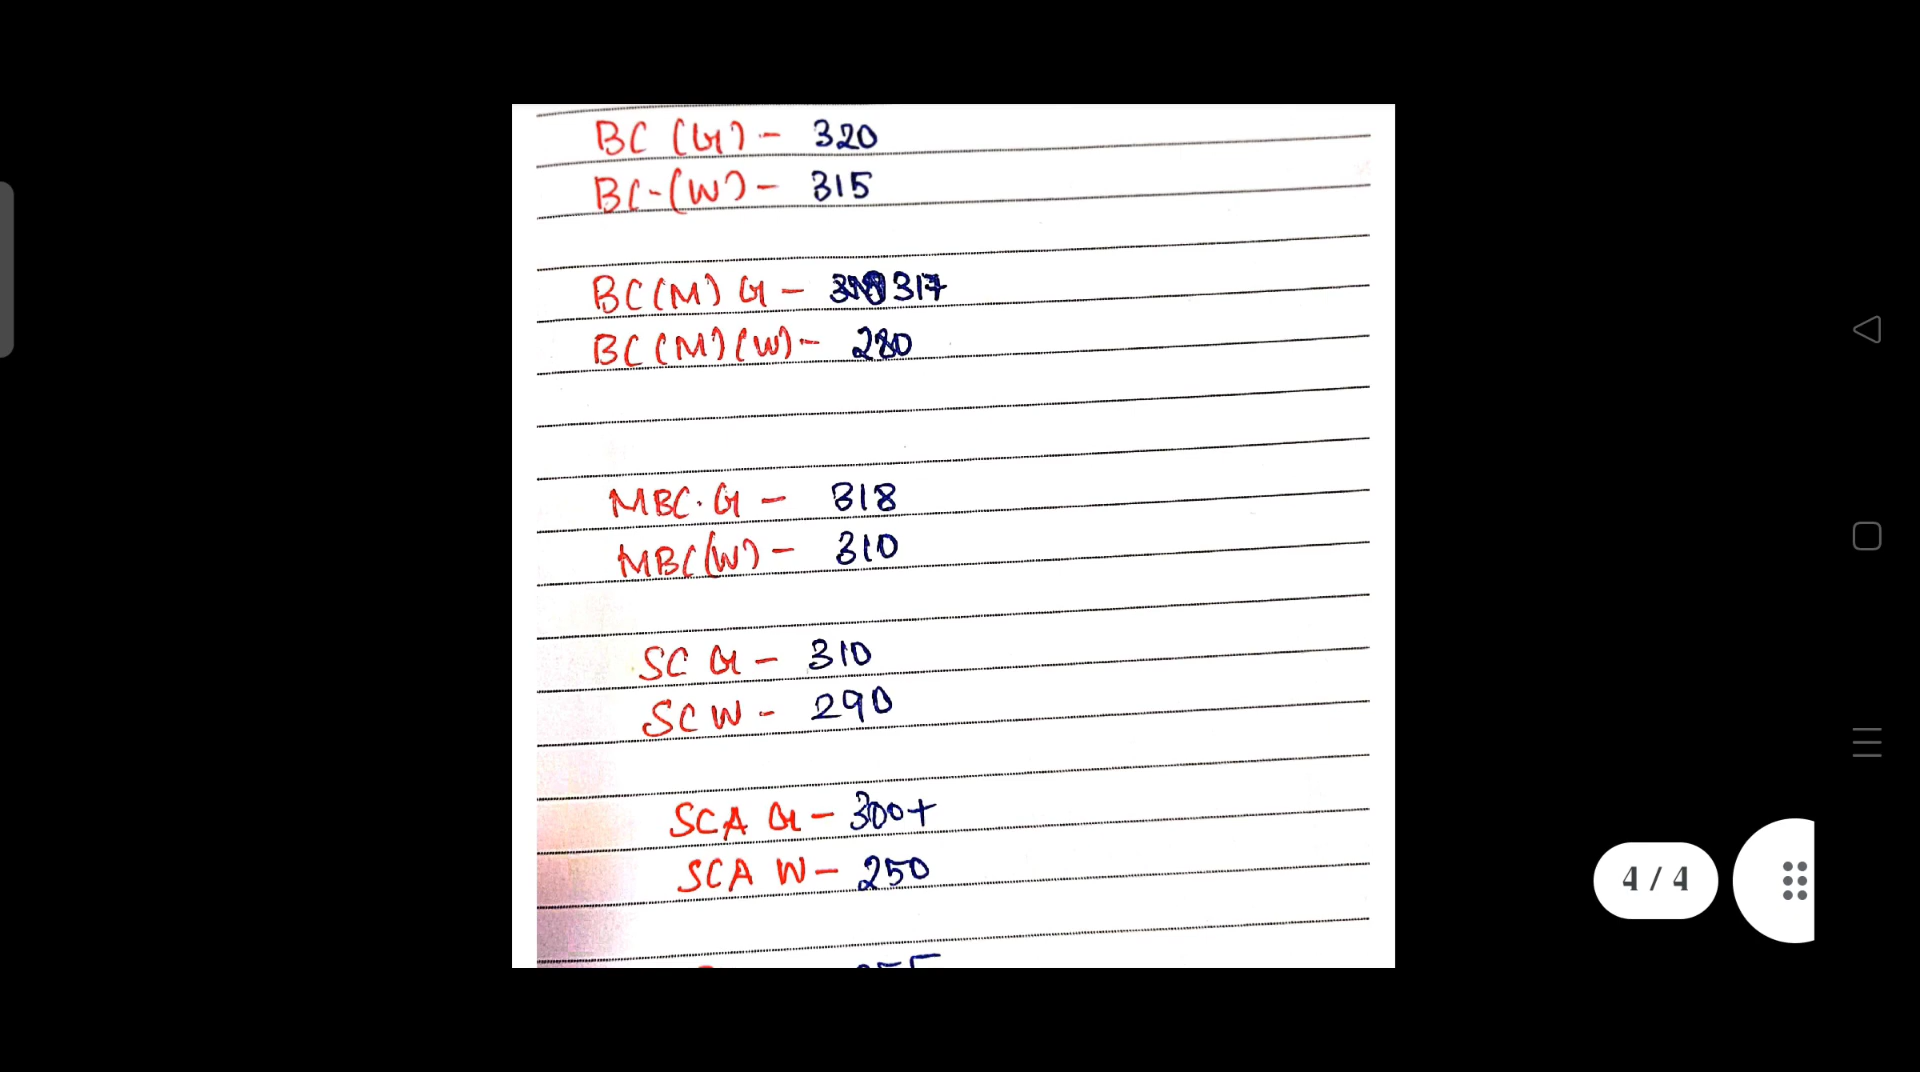 BC (G) - 320
BC-(W) - 315
BC(M) G - 317
BC(M)(W) - 280
MBC.G - 318
MBC(W) - 310
SC G - 310
SC W - 290
SCA G - 300+
SCA W - 250
4 / 4